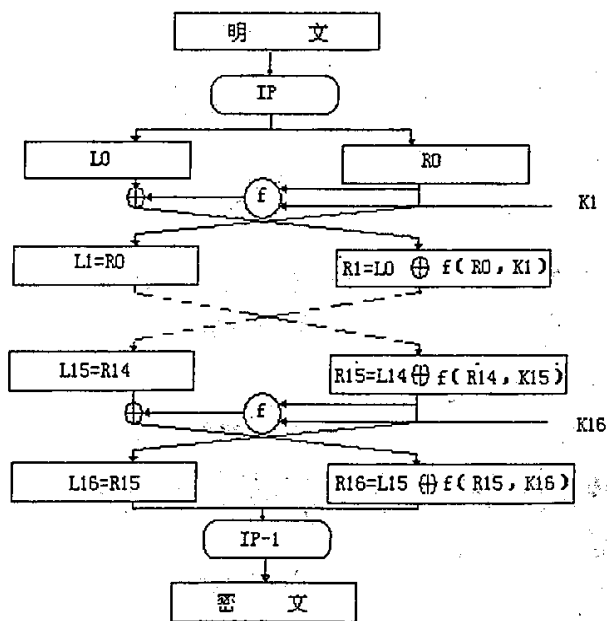 明 文
IP
L0
R0
f
K1
L1=R0
R1=L0 ⊕ f(R0,K1)
L15=R14
R15=L14 ⊕ f(R14,K15)
f
K16
L16=R15
R16=L15 ⊕ f(R15,K16)
IP-1
密 文